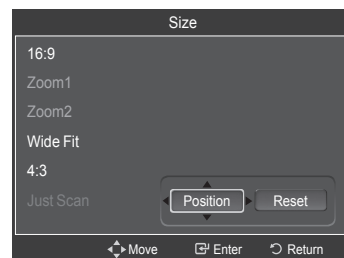 Size
16:9
Zoom1
Zoom2
Wide Fit
4:3
Just Scan
Position Reset
Move Enter Return